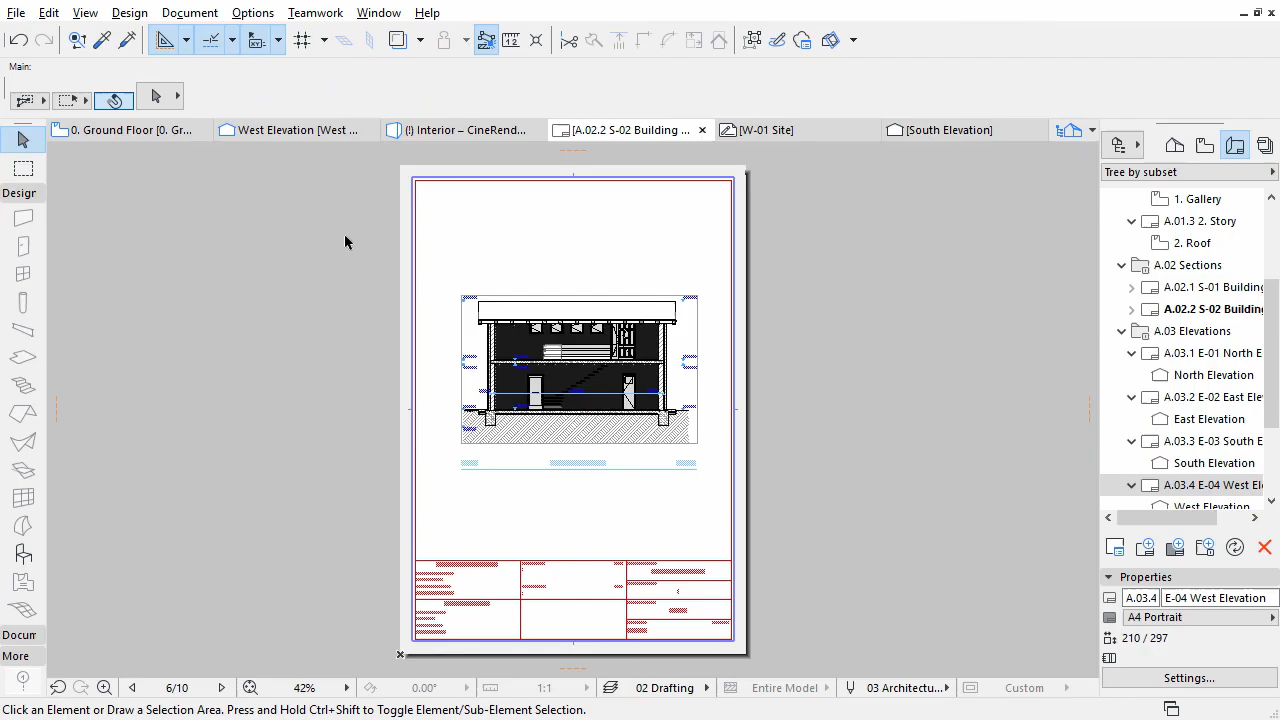 File Edit View Design Document Options Teamwork Window Help
Main:
0. Ground Floor [0. Gr...
West Elevation [West ...
(!) Interior – CineRend...
[A.02.2 S-02 Building ...
[W-01 Site]
[South Elevation]
Design
Docum
More
Tree by subset
1. Gallery
A.01.3 2. Story
2. Roof
A.02 Sections
A.02.1 S-01 Building
A.02.2 S-02 Building
A.03 Elevations
A.03.1 E-01 North E
North Elevation
A.03.2 E-02 East Ele
East Elevation
A.03.3 E-03 South E
South Elevation
A.03.4 E-04 West Ele
West Elevation
Properties
A.03.4 E-04 West Elevation
A4 Portrait
210 / 297
Settings...
6/10
42%
0.00°
1:1
02 Drafting
Entire Model
03 Architectu...
Custom
Click an Element or Draw a Selection Area. Press and Hold Ctrl+Shift to Toggle Element/Sub-Element Selection.